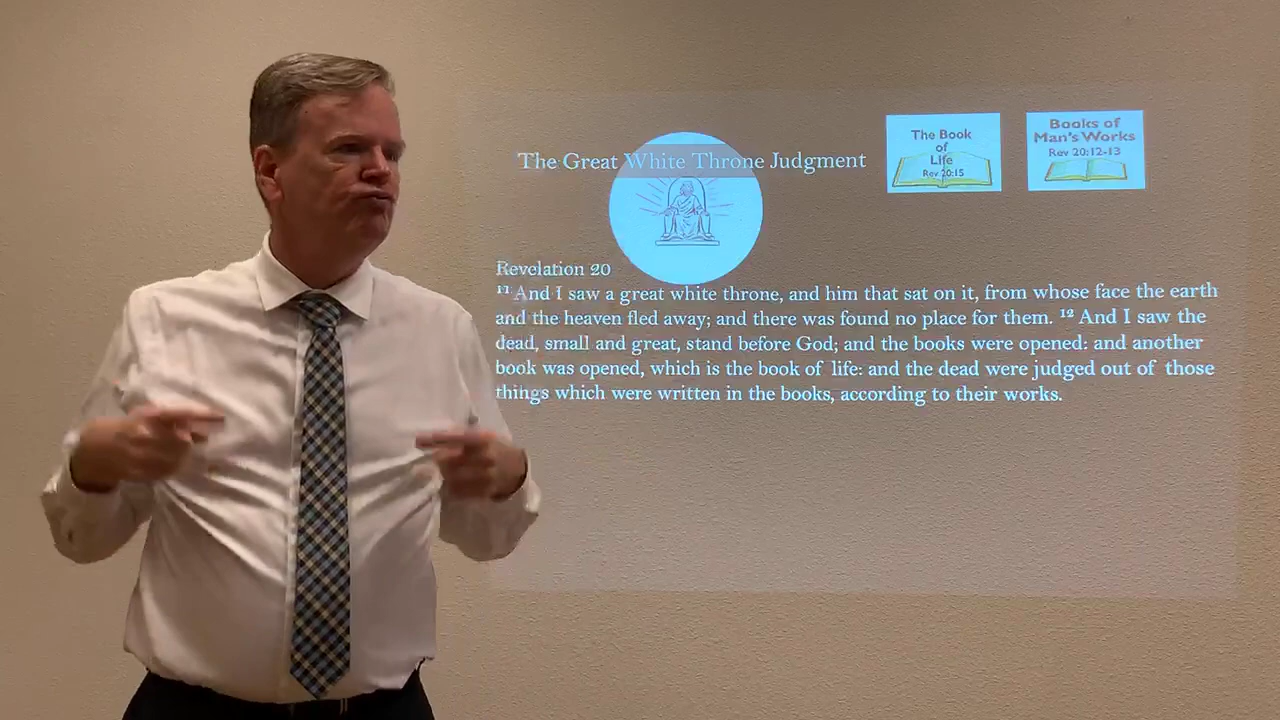 The Great White Throne Judgment
The Book
of
Life
Rev 20:15
Books of
Man's Works
Rev 20:12-13
Revelation 20
¹¹ And I saw a great white throne, and him that sat on it, from whose face the earth
and the heaven fled away; and there was found no place for them. ¹² And I saw the
dead, small and great, stand before God; and the books were opened: and another
book was opened, which is the book of life: and the dead were judged out of those
things which were written in the books, according to their works.